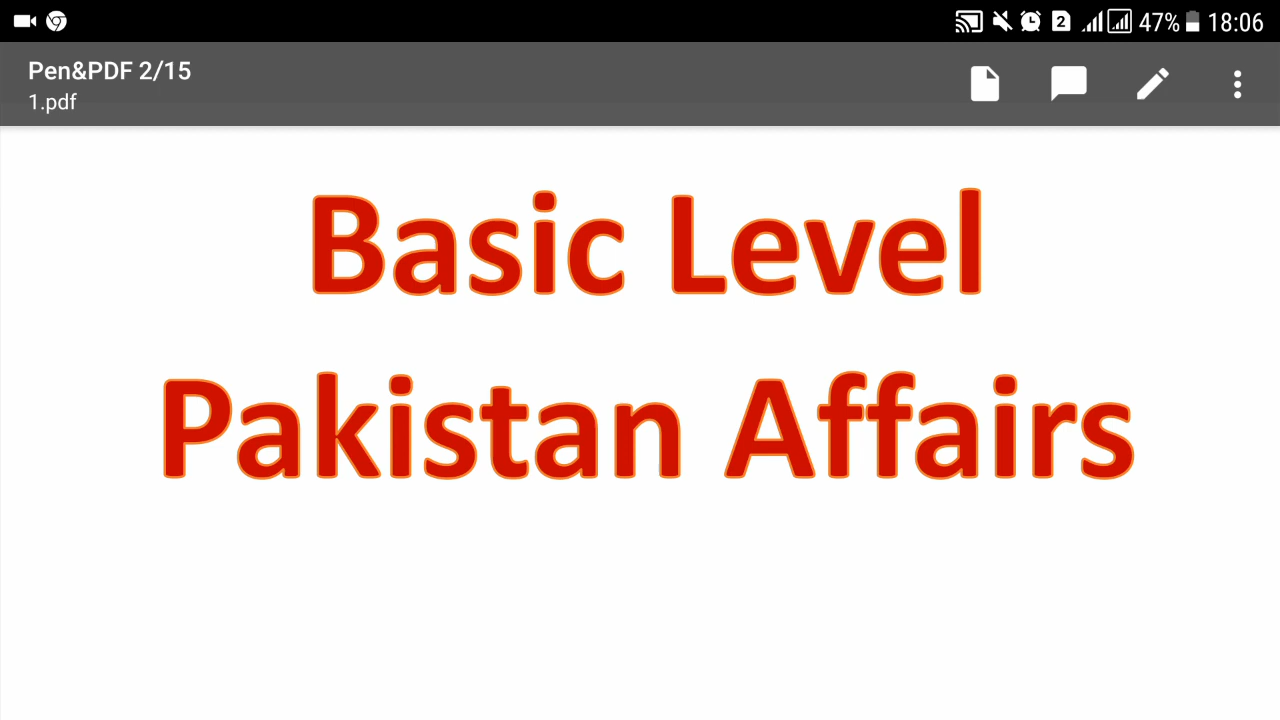 47% 18:06
Pen&PDF 2/15
1.pdf
Basic Level
Pakistan Affairs